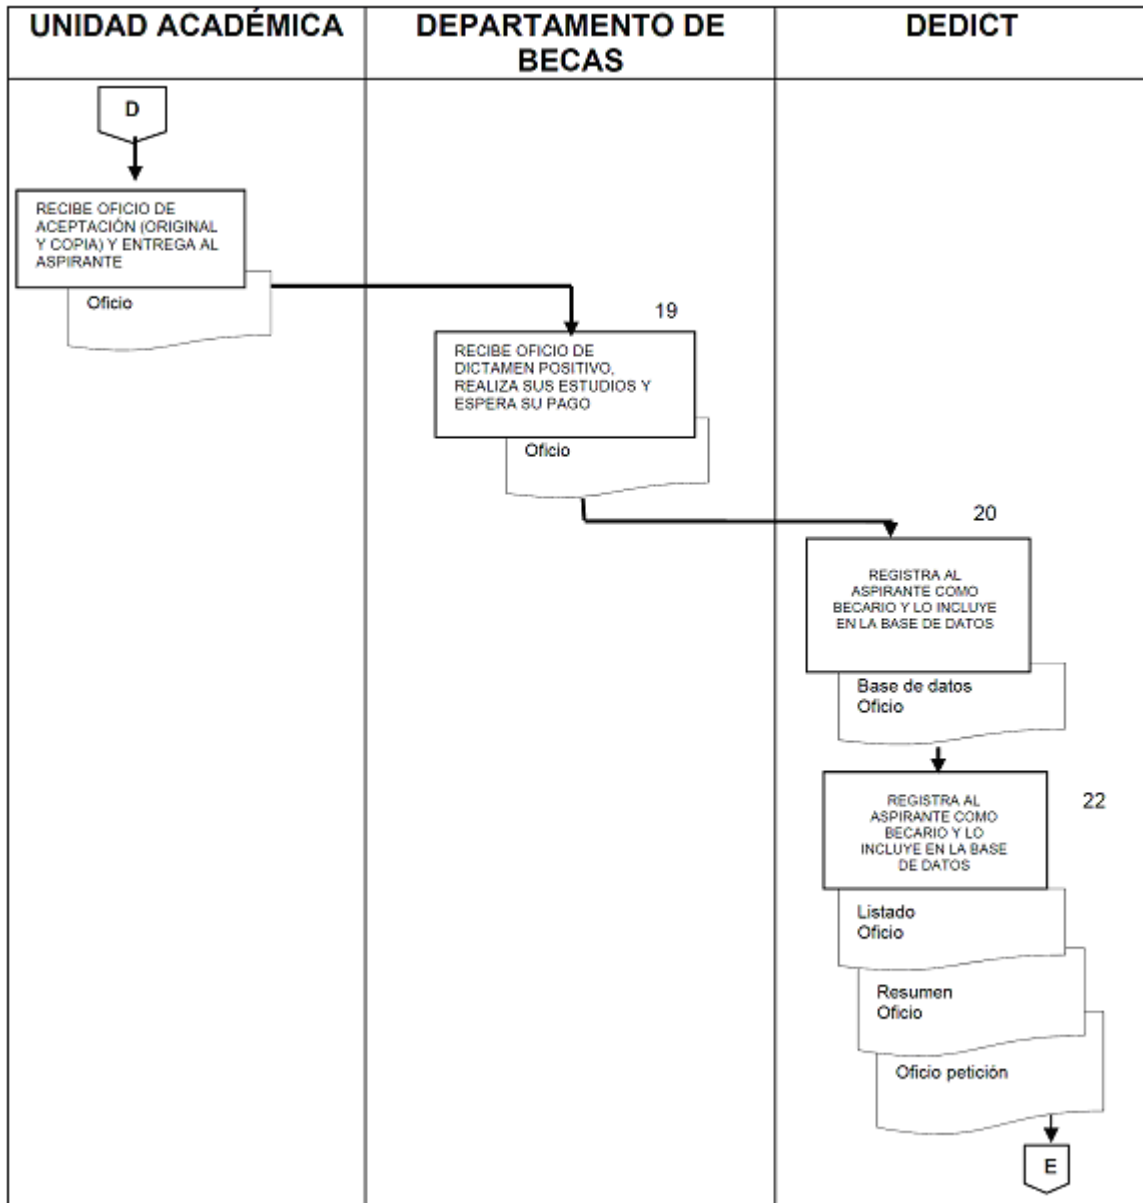 UNIDAD ACADÉMICA
DEPARTAMENTO DE
BECAS
DEDICT
D
RECIBE OFICIO DE
ACEPTACIÓN (ORIGINAL
Y COPIA) Y ENTREGA AL
ASPIRANTE
Oficio
19
RECIBE OFICIO DE
DICTAMEN POSITIVO,
REALIZA SUS ESTUDIOS Y
ESPERA SU PAGO
Oficio
20
REGISTRA AL
ASPIRANTE COMO
BECARIO Y LO INCLUYE
EN LA BASE DE DATOS
Base de datos
Oficio
22
REGISTRA AL
ASPIRANTE COMO
BECARIO Y LO
INCLUYE EN LA BASE
DE DATOS
Listado
Oficio
Resumen
Oficio
Oficio petición
E